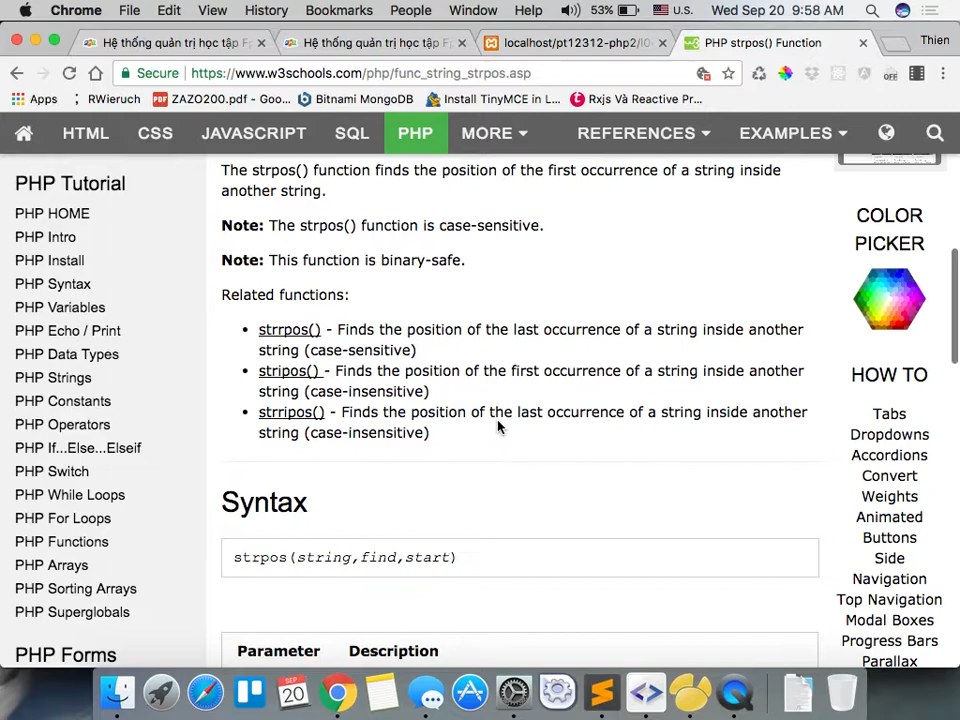 Chrome File Edit View History Bookmarks People Window Help 53% U.S. Wed Sep 20 9:58 AM
Hệ thống quản trị học tập Fp Hệ thống quản trị học tập Fp localhost/pt12312-php2/l0 PHP strpos() Function Thien
Secure https://www.w3schools.com/php/func_string_strpos.asp OFF
Apps RWieruch PDF ZAZO200.pdf - Goo... Bitnami MongoDB Install TinyMCE in L... Rxjs Và Reactive Pr...
HTML CSS JAVASCRIPT SQL PHP MORE REFERENCES EXAMPLES
PHP Tutorial
PHP HOME
PHP Intro
PHP Install
PHP Syntax
PHP Variables
PHP Echo / Print
PHP Data Types
PHP Strings
PHP Constants
PHP Operators
PHP If...Else...Elseif
PHP Switch
PHP While Loops
PHP For Loops
PHP Functions
PHP Arrays
PHP Sorting Arrays
PHP Superglobals
PHP Forms
The strpos() function finds the position of the first occurrence of a string inside
another string.
Note: The strpos() function is case-sensitive.
Note: This function is binary-safe.
Related functions:
• strrpos() - Finds the position of the last occurrence of a string inside another
string (case-sensitive)
• stripos() - Finds the position of the first occurrence of a string inside another
string (case-insensitive)
• strripos() - Finds the position of the last occurrence of a string inside another
string (case-insensitive)
Syntax
strpos(string,find,start)
Parameter Description
COLOR
PICKER
HOW TO
Tabs
Dropdowns
Accordions
Convert
Weights
Animated
Buttons
Side
Navigation
Top Navigation
Modal Boxes
Progress Bars
Parallax
SEP
20